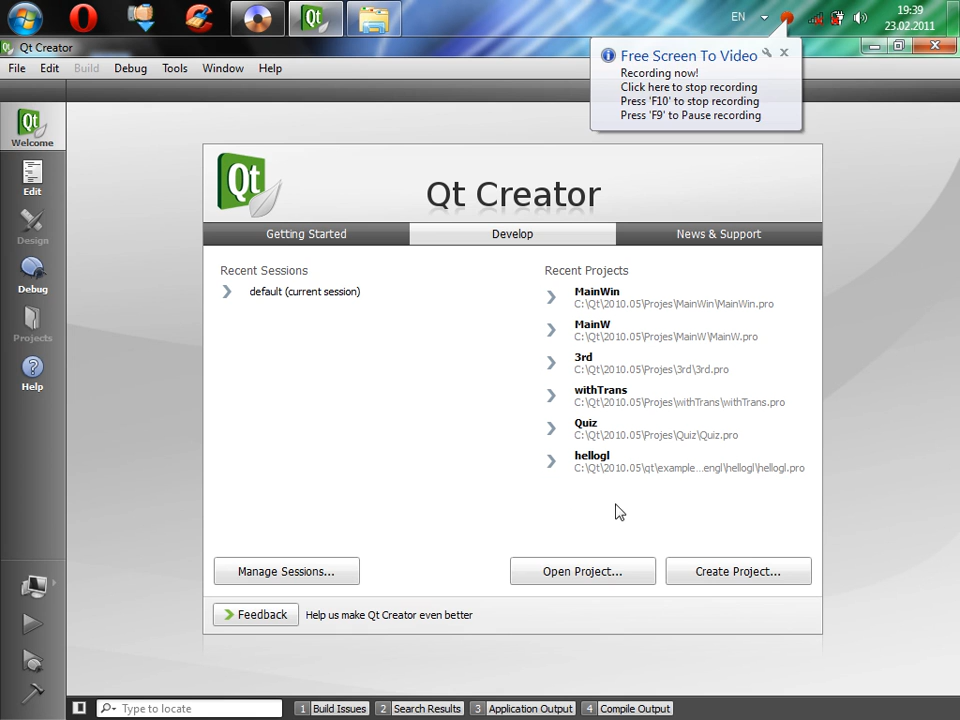 EN
19:39
23.02.2011
Qt Creator
File Edit Build Debug Tools Window Help
Free Screen To Video
Recording now!
Click here to stop recording
Press 'F10' to stop recording
Press 'F9' to Pause recording
Qt
Welcome
Edit
Design
Debug
Projects
Help
Qt
Qt Creator
Getting Started
Develop
News & Support
Recent Sessions
default (current session)
Recent Projects
MainWin
C:\Qt\2010.05\Projes\MainWin\MainWin.pro
MainW
C:\Qt\2010.05\Projes\MainW\MainW.pro
3rd
C:\Qt\2010.05\Projes\3rd\3rd.pro
withTrans
C:\Qt\2010.05\Projes\withTrans\withTrans.pro
Quiz
C:\Qt\2010.05\Projes\Quiz\Quiz.pro
hellogl
C:\Qt\2010.05\qt\example...engl\hellogl\hellogl.pro
Manage Sessions...
Open Project...
Create Project...
Feedback
Help us make Qt Creator even better
Type to locate
1 Build Issues 2 Search Results 3 Application Output 4 Compile Output